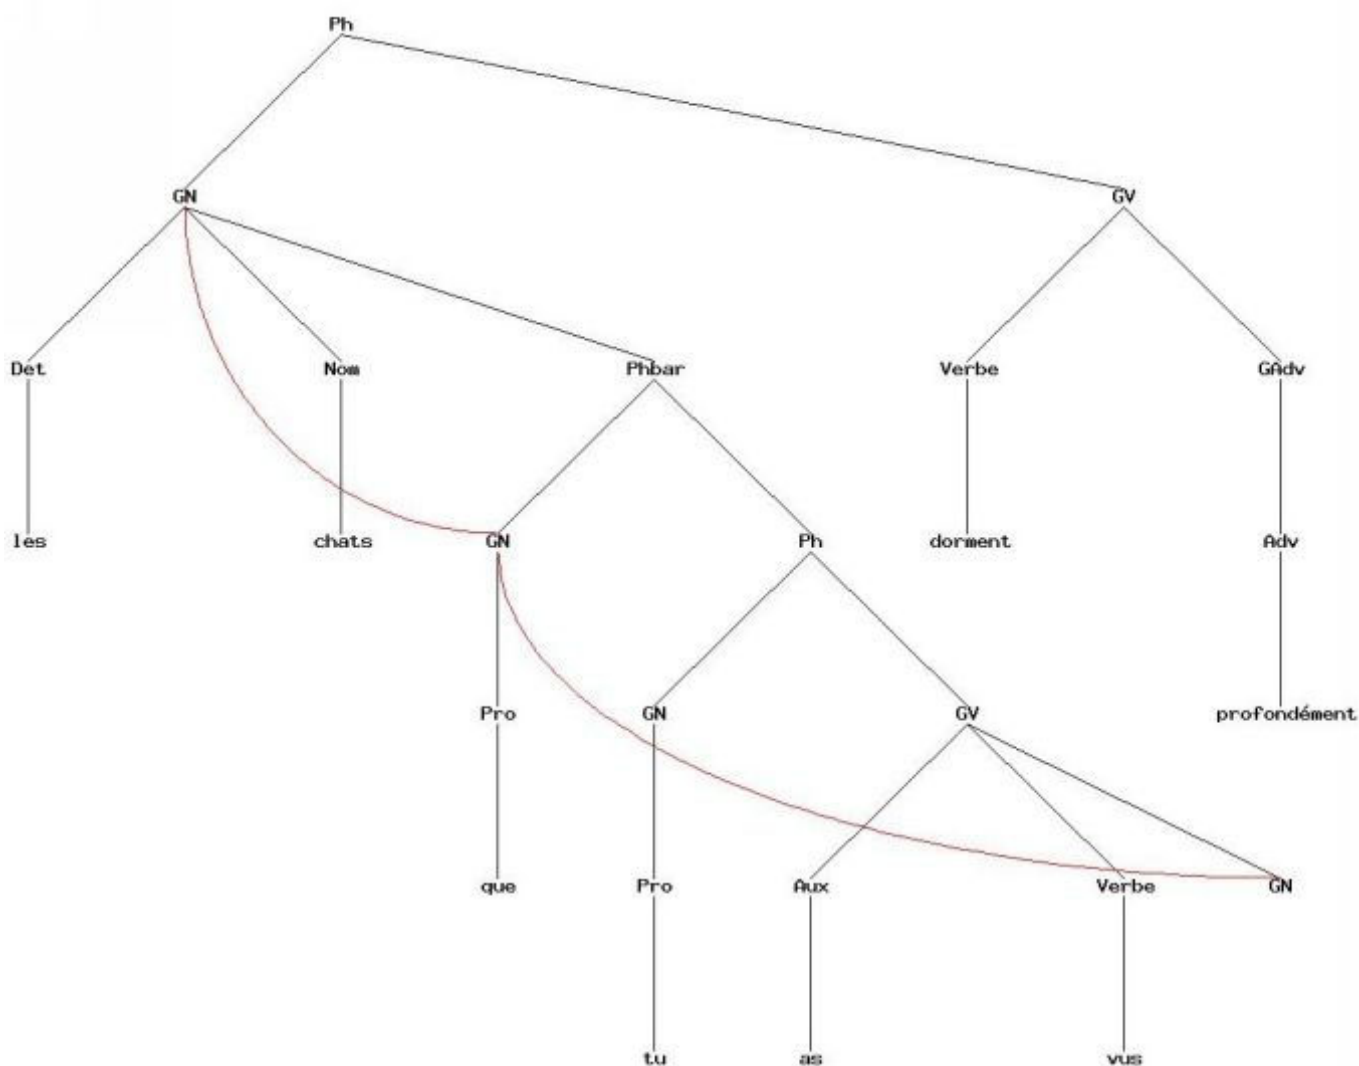 Ph
GN GV
Det Nom Phbar Verbe GAdv
les chats GN Ph dorment Adv
Pro GN GV profondément
que Pro Aux Verbe GN
tu as vus